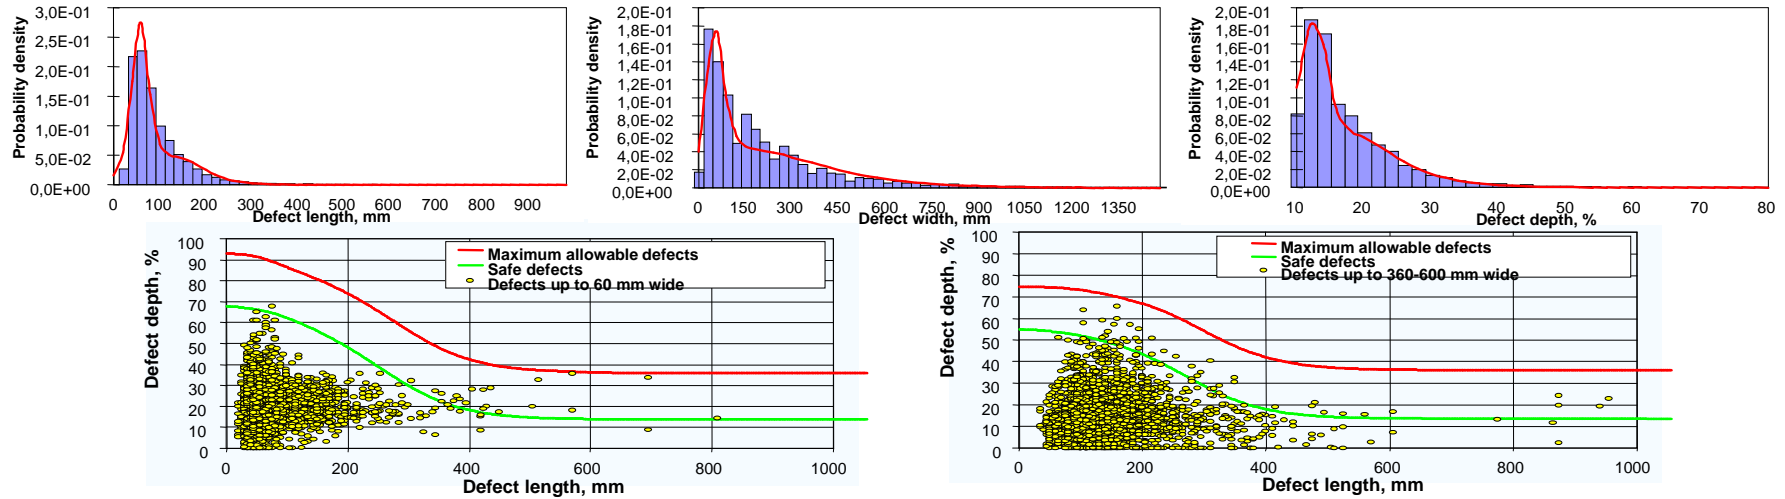 Probability density
3,0E-01
2,5E-01
2,0E-01
1,5E-01
1,0E-01
5,0E-02
0,0E+00
0 100 200 300 400 500 600 700 800 900
Defect length, mm
Probability density
2,0E-01
1,8E-01
1,6E-01
1,4E-01
1,2E-01
1,0E-01
8,0E-02
6,0E-02
4,0E-02
2,0E-02
0,0E+00
0 150 300 450 600 750 900 1050 1200 1350
Defect width, mm
Probability density
2,0E-01
1,8E-01
1,6E-01
1,4E-01
1,2E-01
1,0E-01
8,0E-02
6,0E-02
4,0E-02
2,0E-02
0,0E+00
10 20 30 40 50 60 70 80
Defect depth, %
Defect depth, %
100
90
80
70
60
50
40
30
20
10
0
Maximum allowable defects
Safe defects
Defects up to 60 mm wide
0 200 400 600 800 1000
Defect length, mm
Defect depth, %
100
90
80
70
60
50
40
30
20
10
0
Maximum allowable defects
Safe defects
Defects up to 360-600 mm wide
0 200 400 600 800 1000
Defect length, mm